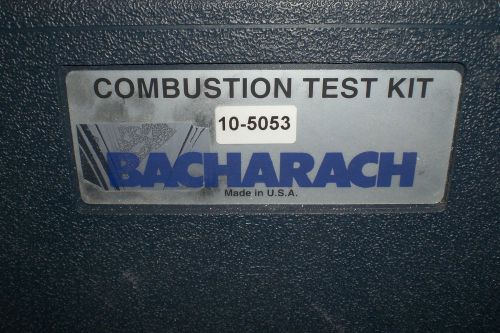 COMBUSTION TEST KIT
10-5053
BACHARACH
Made in U.S.A.